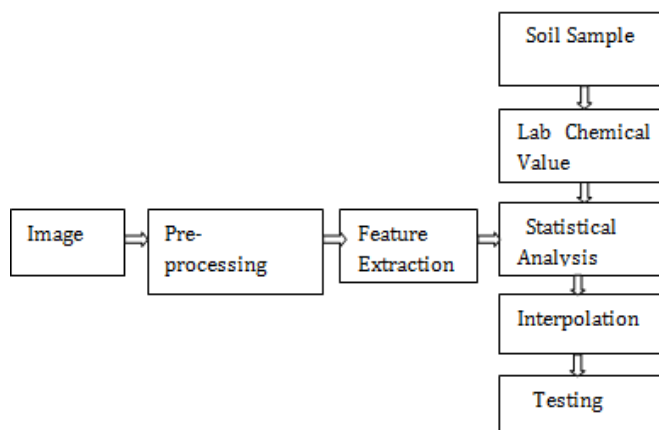 Soil Sample
Lab Chemical
Value
Image
Pre-
processing
Feature
Extraction
Statistical
Analysis
Interpolation
Testing